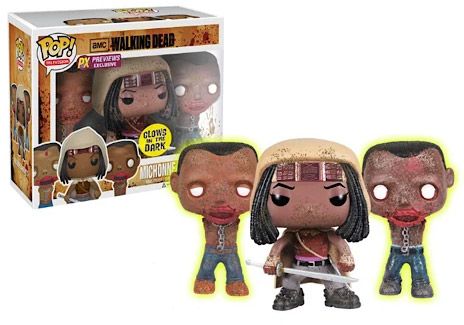 POP!
TELEVISION
AMC
THE
WALKING DEAD
PX PREVIEWS
EXCLUSIVE
GLOWS
IN THE
DARK
MICHONNE